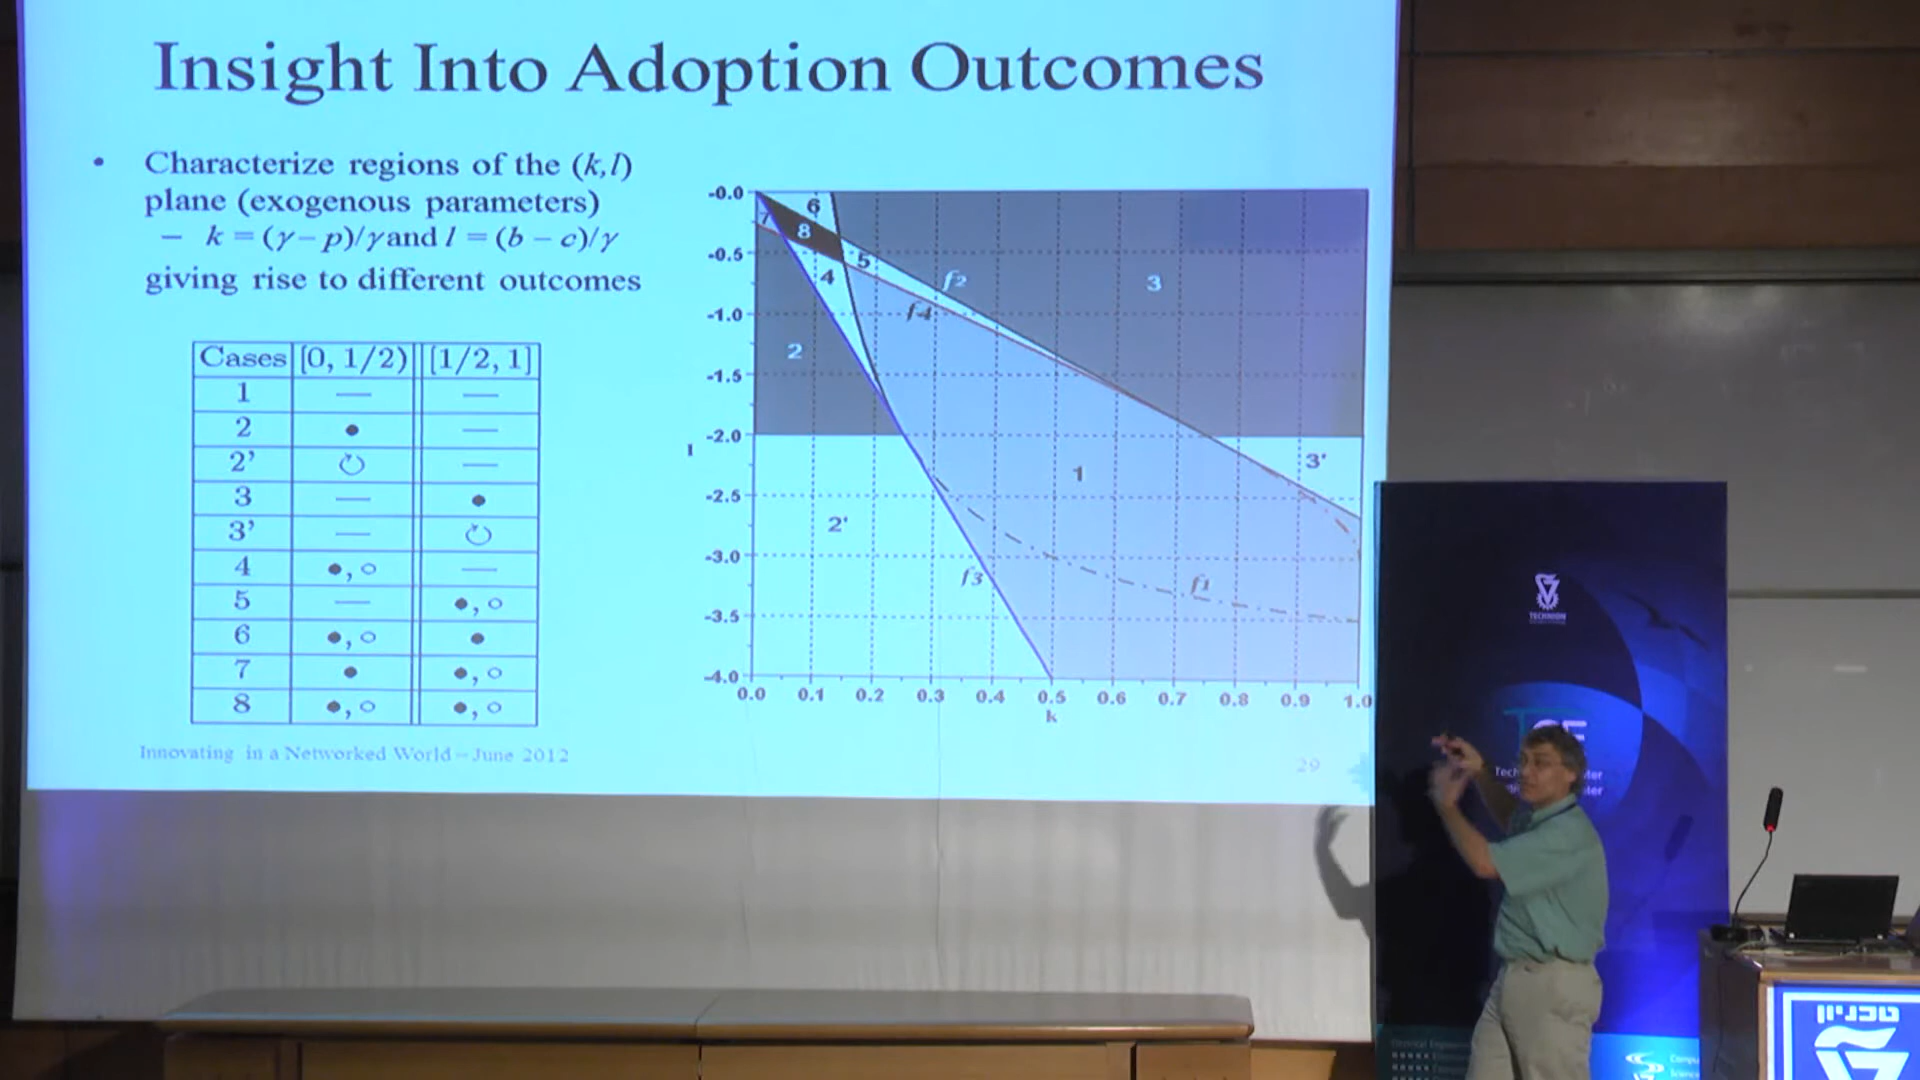 Insight Into Adoption Outcomes
• Characterize regions of the (k,l)
plane (exogenous parameters)
– k = (γ – p)/γ and l = (b – c)/γ
giving rise to different outcomes
Cases [0, 1/2) [1/2, 1]
1 — —
2 • —
2' ↻ —
3 — •
3' — ↻
4 •, ○ —
5 — •, ○
6 •, ○ •
7 • •, ○
8 •, ○ •, ○
-0.0
-0.5
-1.0
-1.5
-2.0
-2.5
-3.0
-3.5
-4.0
l
6
7
8
5
4
f2
3
f4
2
3'
1
2'
f3
f1
0.0 0.1 0.2 0.3 0.4 0.5 0.6 0.7 0.8 0.9 1.0
k
Innovating in a Networked World – June 2012
29
TECHNION
טכניון